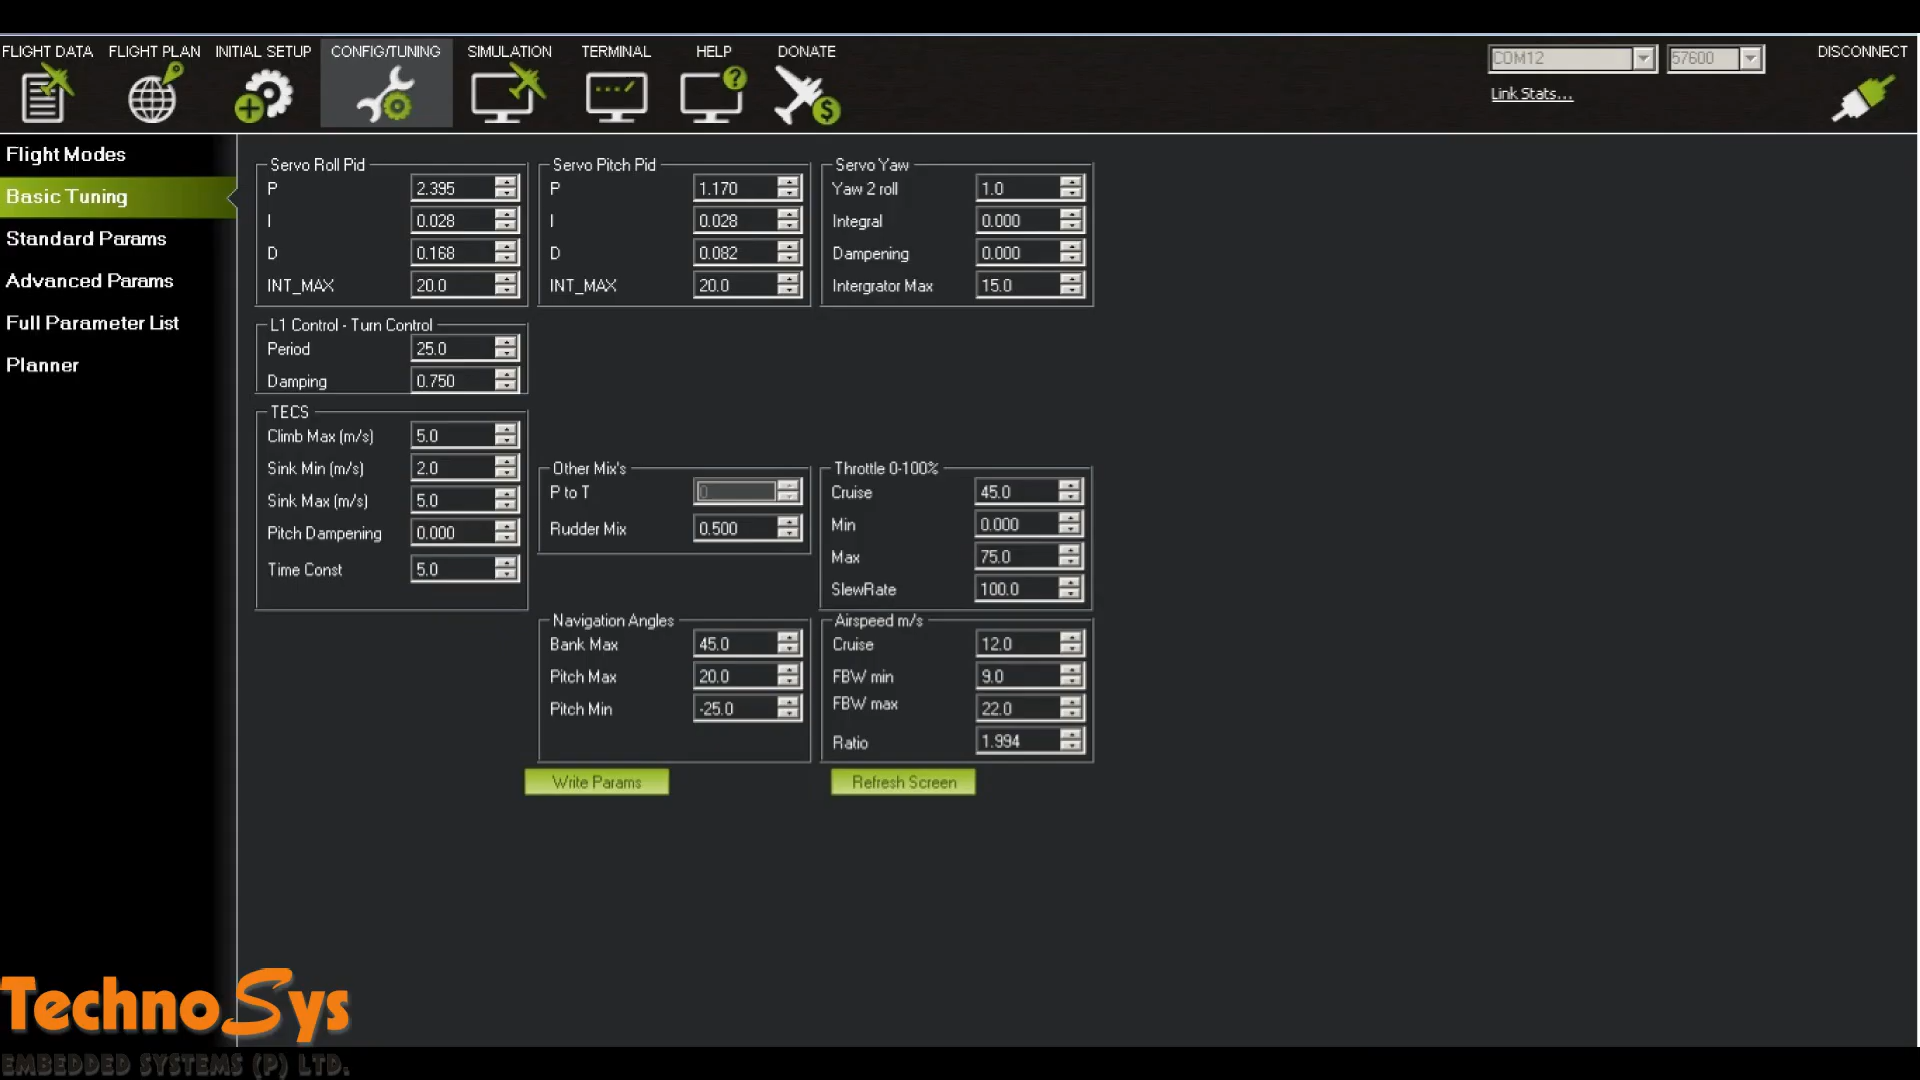 FLIGHT DATA FLIGHT PLAN INITIAL SETUP CONFIG/TUNING SIMULATION TERMINAL HELP DONATE
COM12 57600 DISCONNECT
Link Stats...
Flight Modes
Basic Tuning
Standard Params
Advanced Params
Full Parameter List
Planner
Servo Roll Pid
P 2.395
I 0.028
D 0.168
INT_MAX 20.0
Servo Pitch Pid
P 1.170
I 0.028
D 0.082
INT_MAX 20.0
Servo Yaw
Yaw 2 roll 1.0
Integral 0.000
Dampening 0.000
Intergrator Max 15.0
L1 Control - Turn Control
Period 25.0
Damping 0.750
TECS
Climb Max (m/s) 5.0
Sink Min (m/s) 2.0
Sink Max (m/s) 5.0
Pitch Dampening 0.000
Time Const 5.0
Other Mix's
P to T 0
Rudder Mix 0.500
Throttle 0-100%
Cruise 45.0
Min 0.000
Max 75.0
SlewRate 100.0
Navigation Angles
Bank Max 45.0
Pitch Max 20.0
Pitch Min -25.0
Airspeed m/s
Cruise 12.0
FBW min 9.0
FBW max 22.0
Ratio 1.994
Write Params Refresh Screen
TechnoSys
EMBEDDED SYSTEMS (P) LTD.